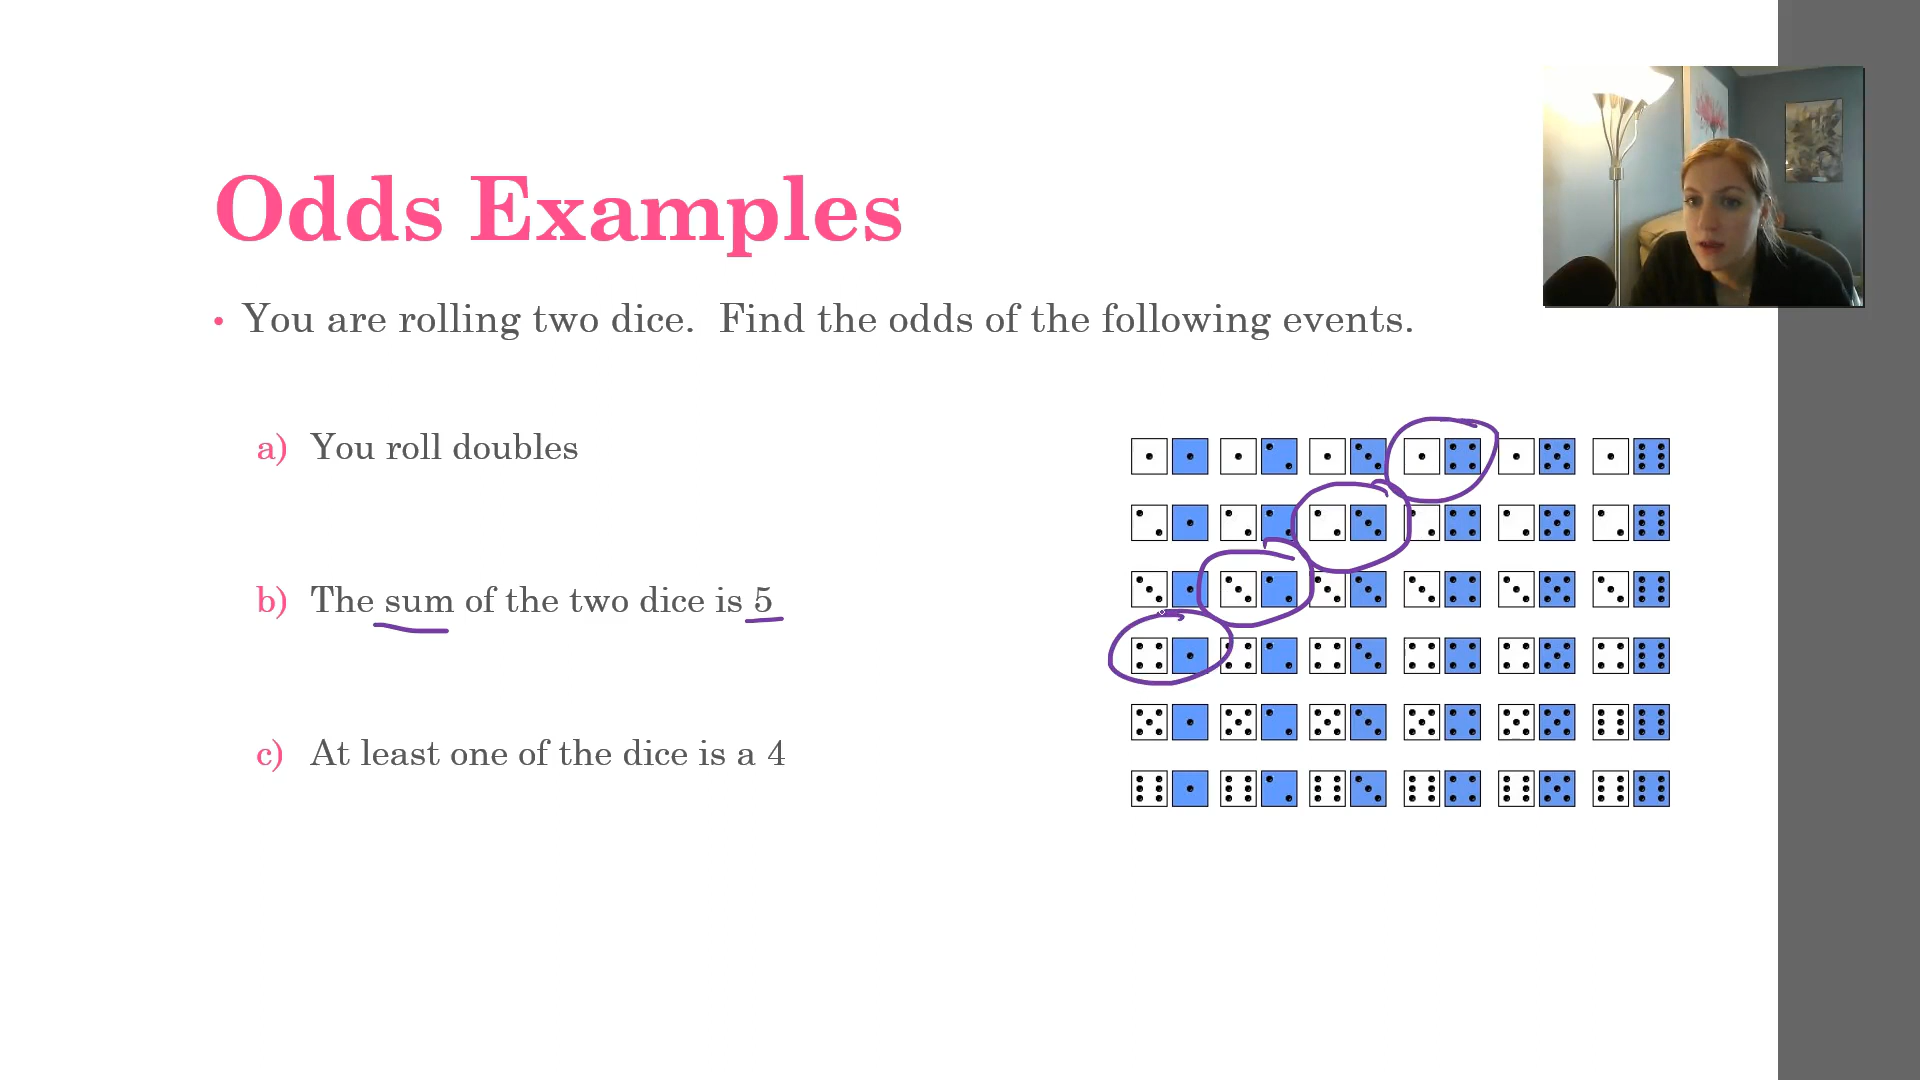 Odds Examples
• You are rolling two dice. Find the odds of the following events.
a) You roll doubles
b) The sum of the two dice is 5
c) At least one of the dice is a 4